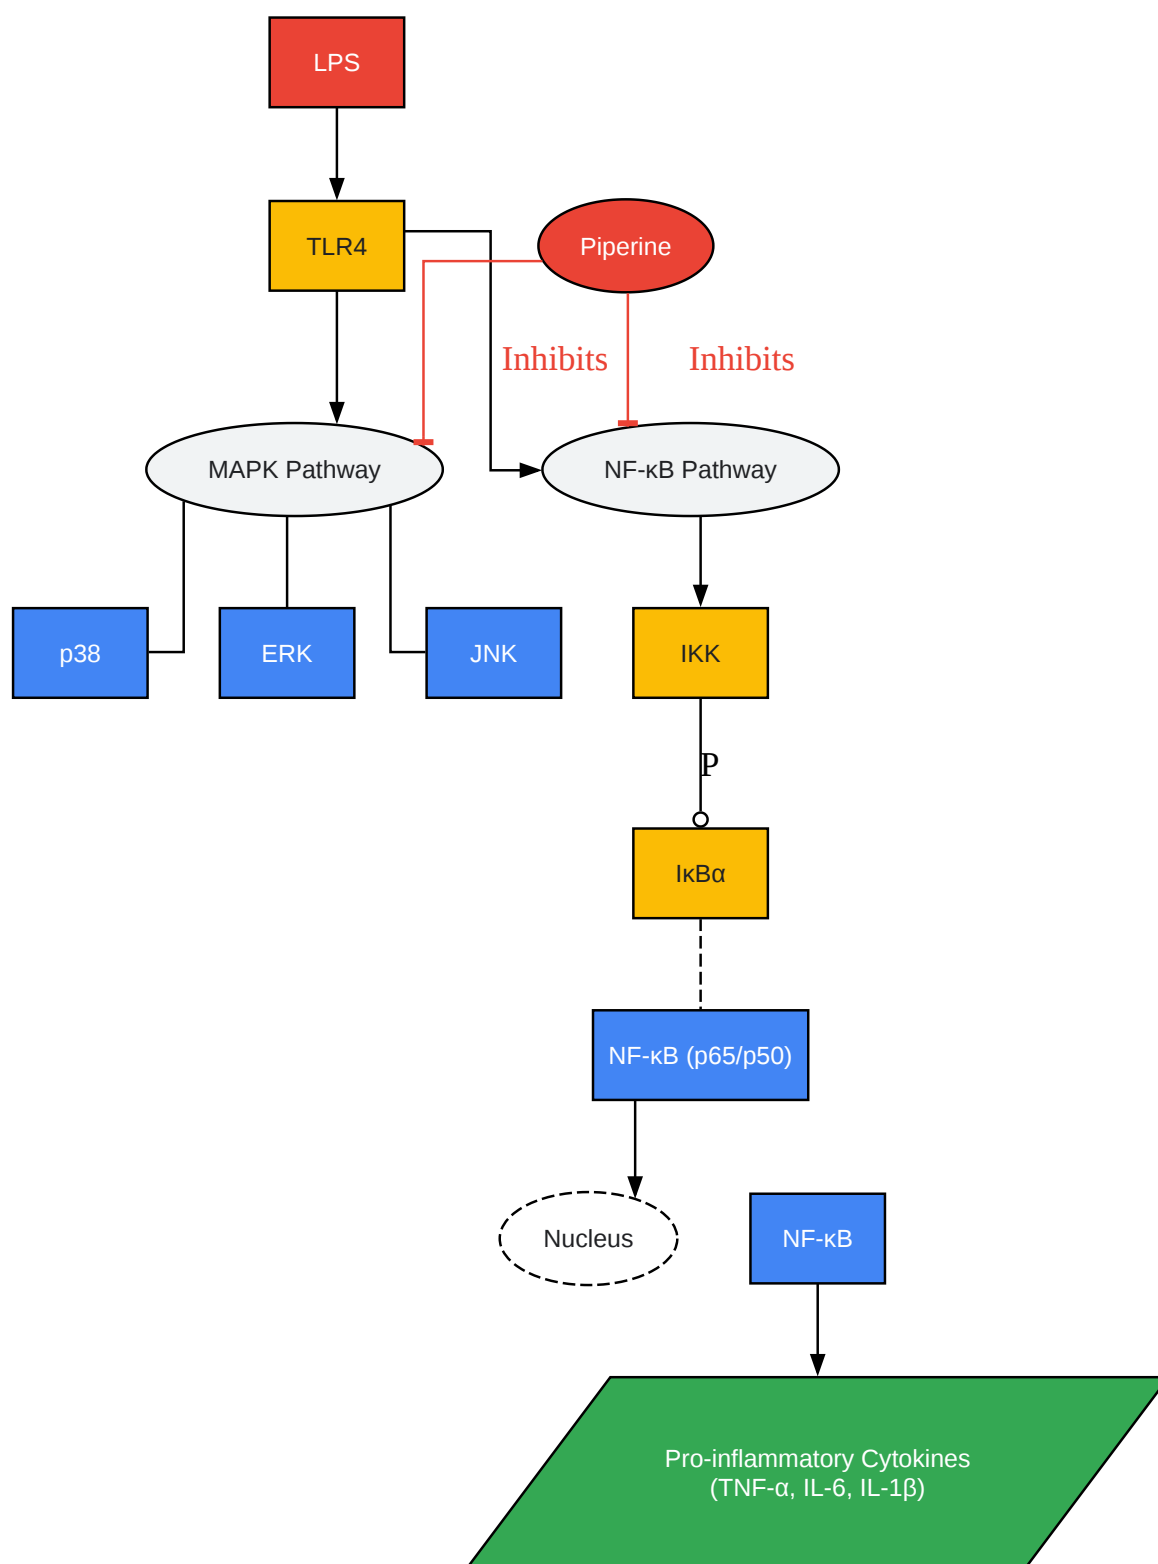 LPS
TLR4
Piperine
Inhibits
Inhibits
MAPK Pathway
NF-κB Pathway
p38
ERK
JNK
IKK
P
IκBα
NF-κB (p65/p50)
Nucleus
NF-κB
Pro-inflammatory Cytokines
(TNF-α, IL-6, IL-1β)